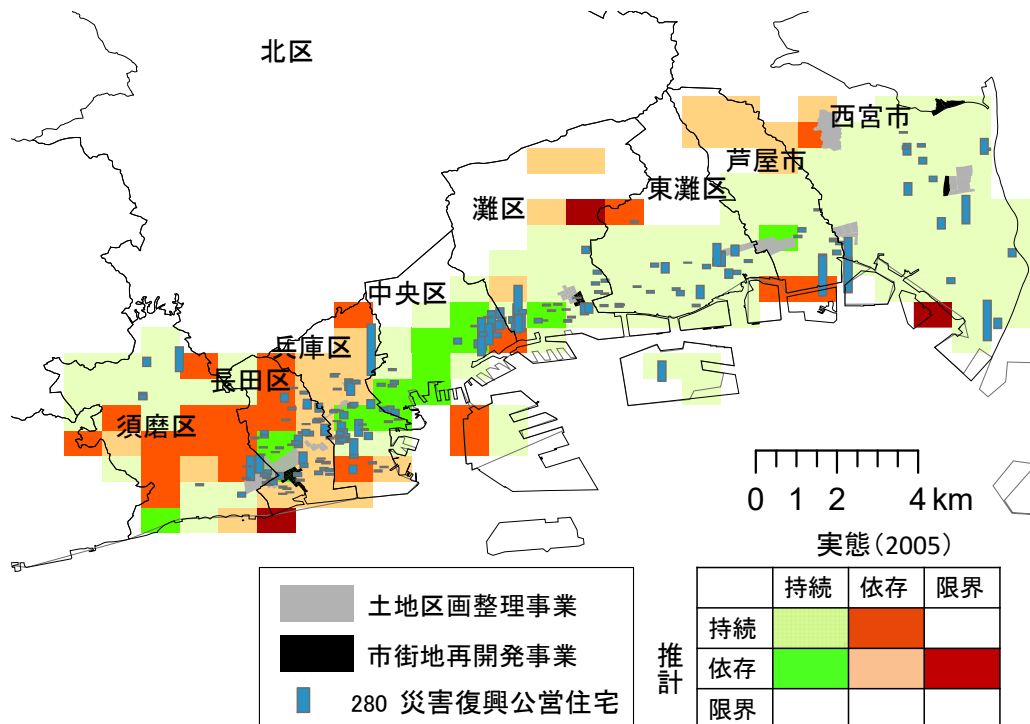 北区
西宮市
芦屋市
東灘区
灘区
中央区
兵庫区
長田区
須磨区
0 1 2 4 km
実態(2005)
持続 依存 限界
推計
持続
依存
限界
土地区画整理事業
市街地再開発事業
280 災害復興公営住宅